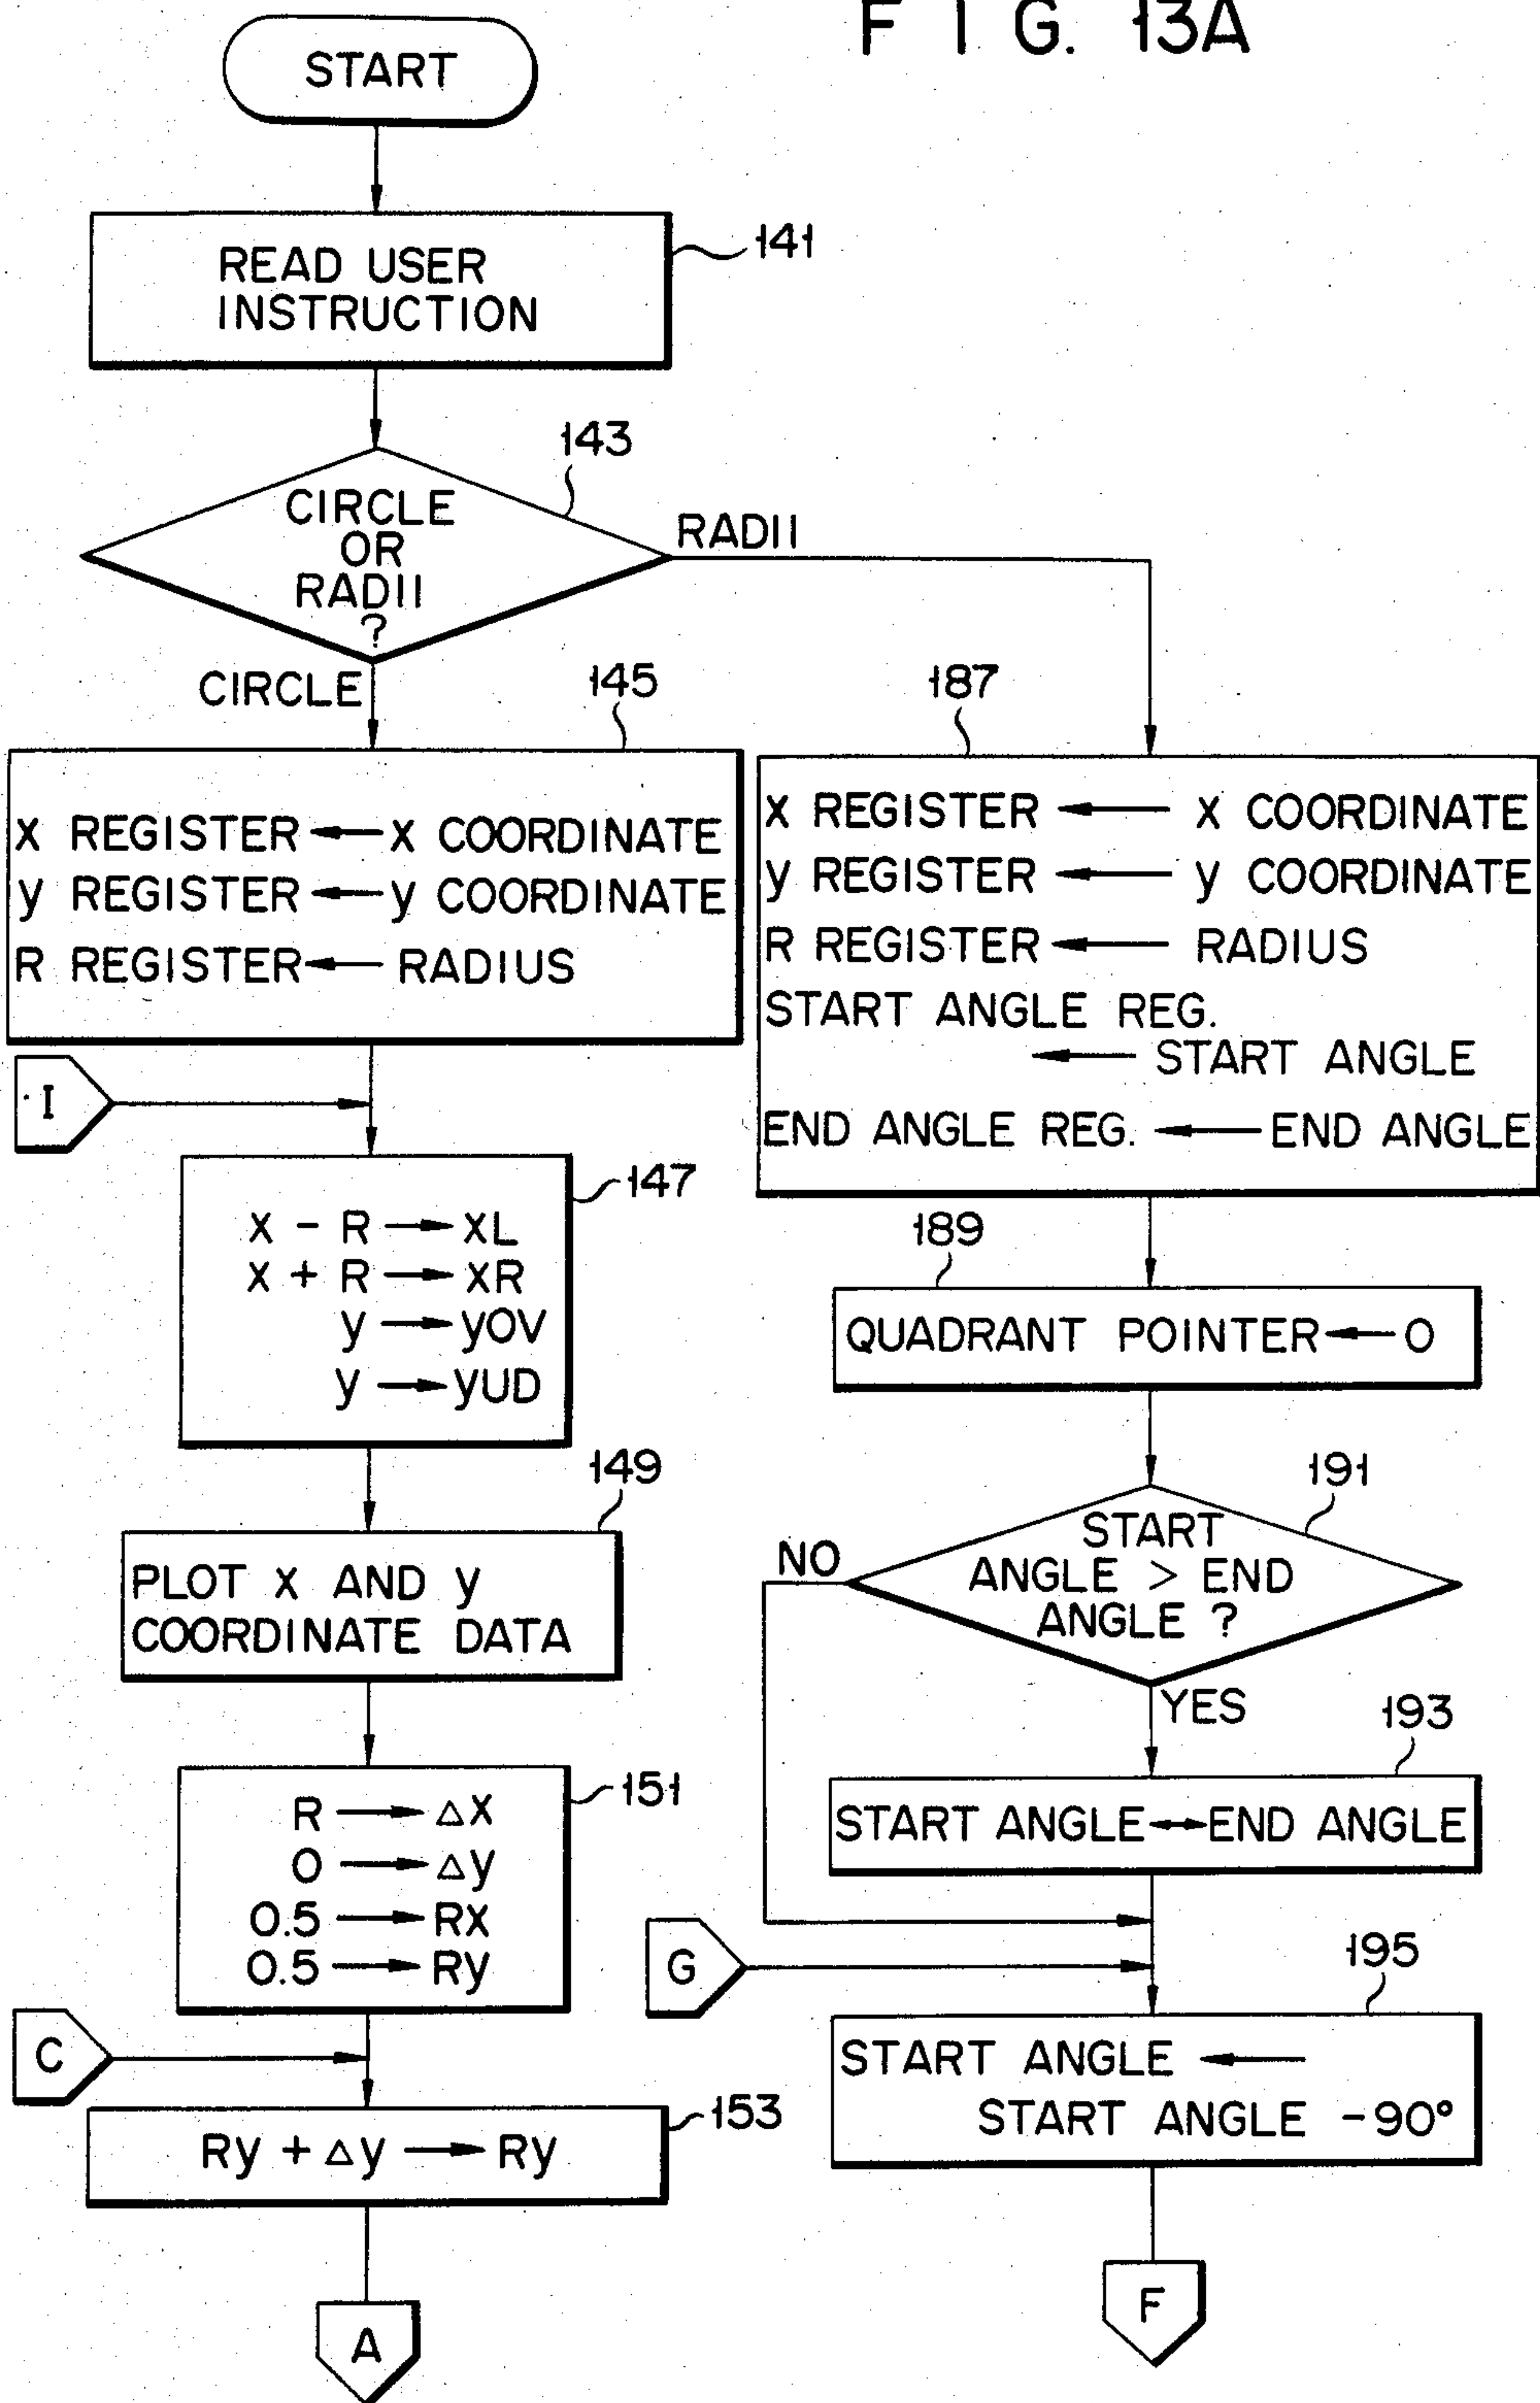 F I G. 13A
START
READ USER
INSTRUCTION
141
143
CIRCLE
OR
RADII
?
RADII
CIRCLE
145
X REGISTER ← X COORDINATE
y REGISTER ← y COORDINATE
R REGISTER ← RADIUS
I
147
X - R → XL
X + R → XR
y → yOV
y → yUD
149
PLOT X AND y
COORDINATE DATA
151
R → △X
0 → △y
0.5 → RX
0.5 → Ry
C
153
Ry + △y → Ry
A
187
X REGISTER ← X COORDINATE
y REGISTER ← y COORDINATE
R REGISTER ← RADIUS
START ANGLE REG.
← START ANGLE
END ANGLE REG. ← END ANGLE
189
QUADRANT POINTER ← 0
191
START
ANGLE > END
ANGLE ?
NO
YES
193
START ANGLE ↔ END ANGLE
G
195
START ANGLE ←
START ANGLE -90°
F